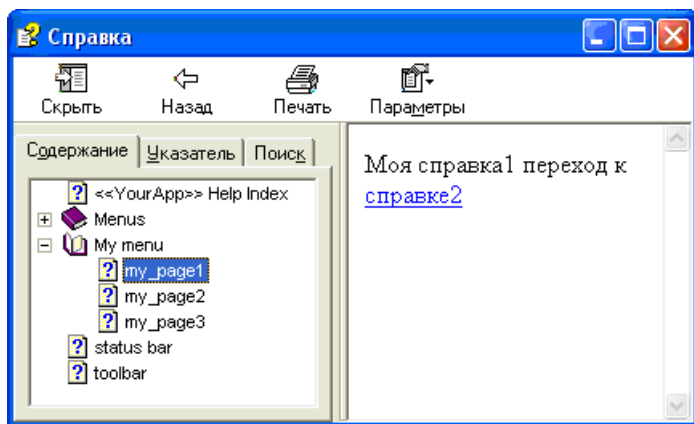 Справка
Скрыть Назад Печать Параметры
Содержание Указатель Поиск
<<YourApp>> Help Index
Menus
My menu
my_page1
my_page2
my_page3
status bar
toolbar
Моя справка1 переход к
справке2